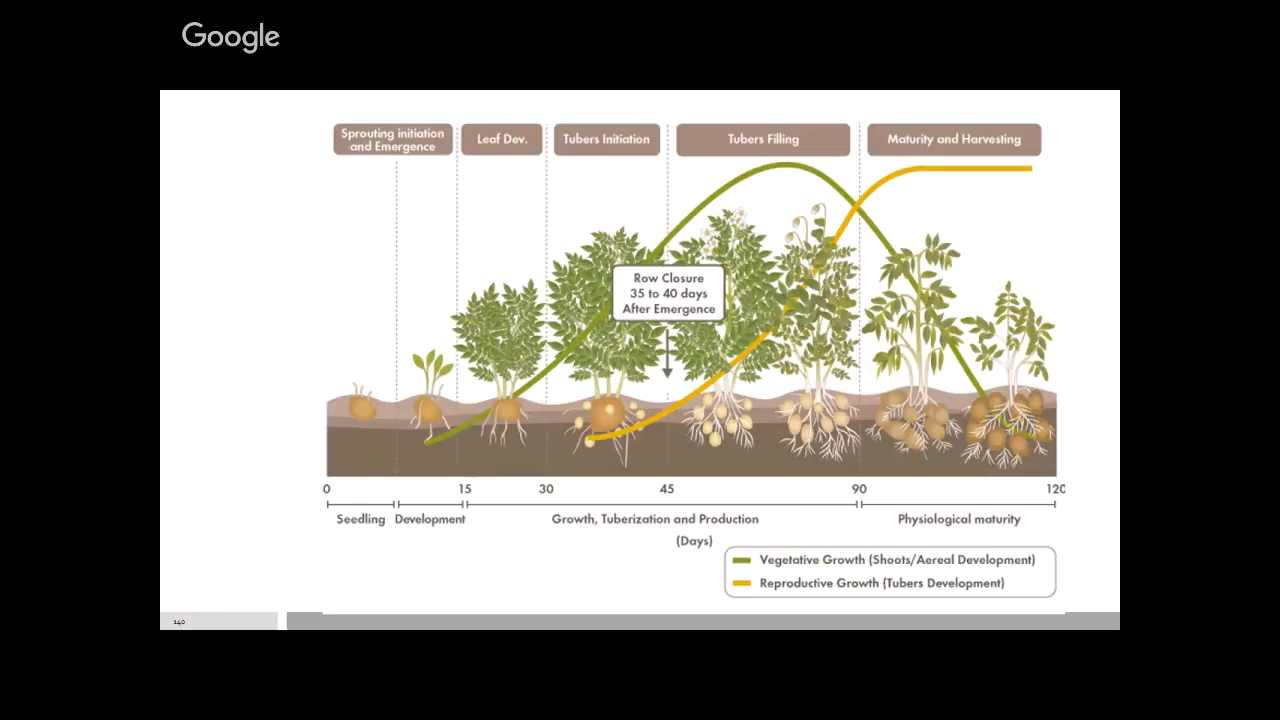 Google
Sprouting initiation
and Emergence
Leaf Dev.
Tubers Initiation
Tubers Filling
Maturity and Harvesting
Row Closure
35 to 40 days
After Emergence
0
15
30
45
90
120
Seedling
Development
Growth, Tuberization and Production
Physiological maturity
(Days)
Vegetative Growth (Shoots/Aereal Development)
Reproductive Growth (Tubers Development)
140